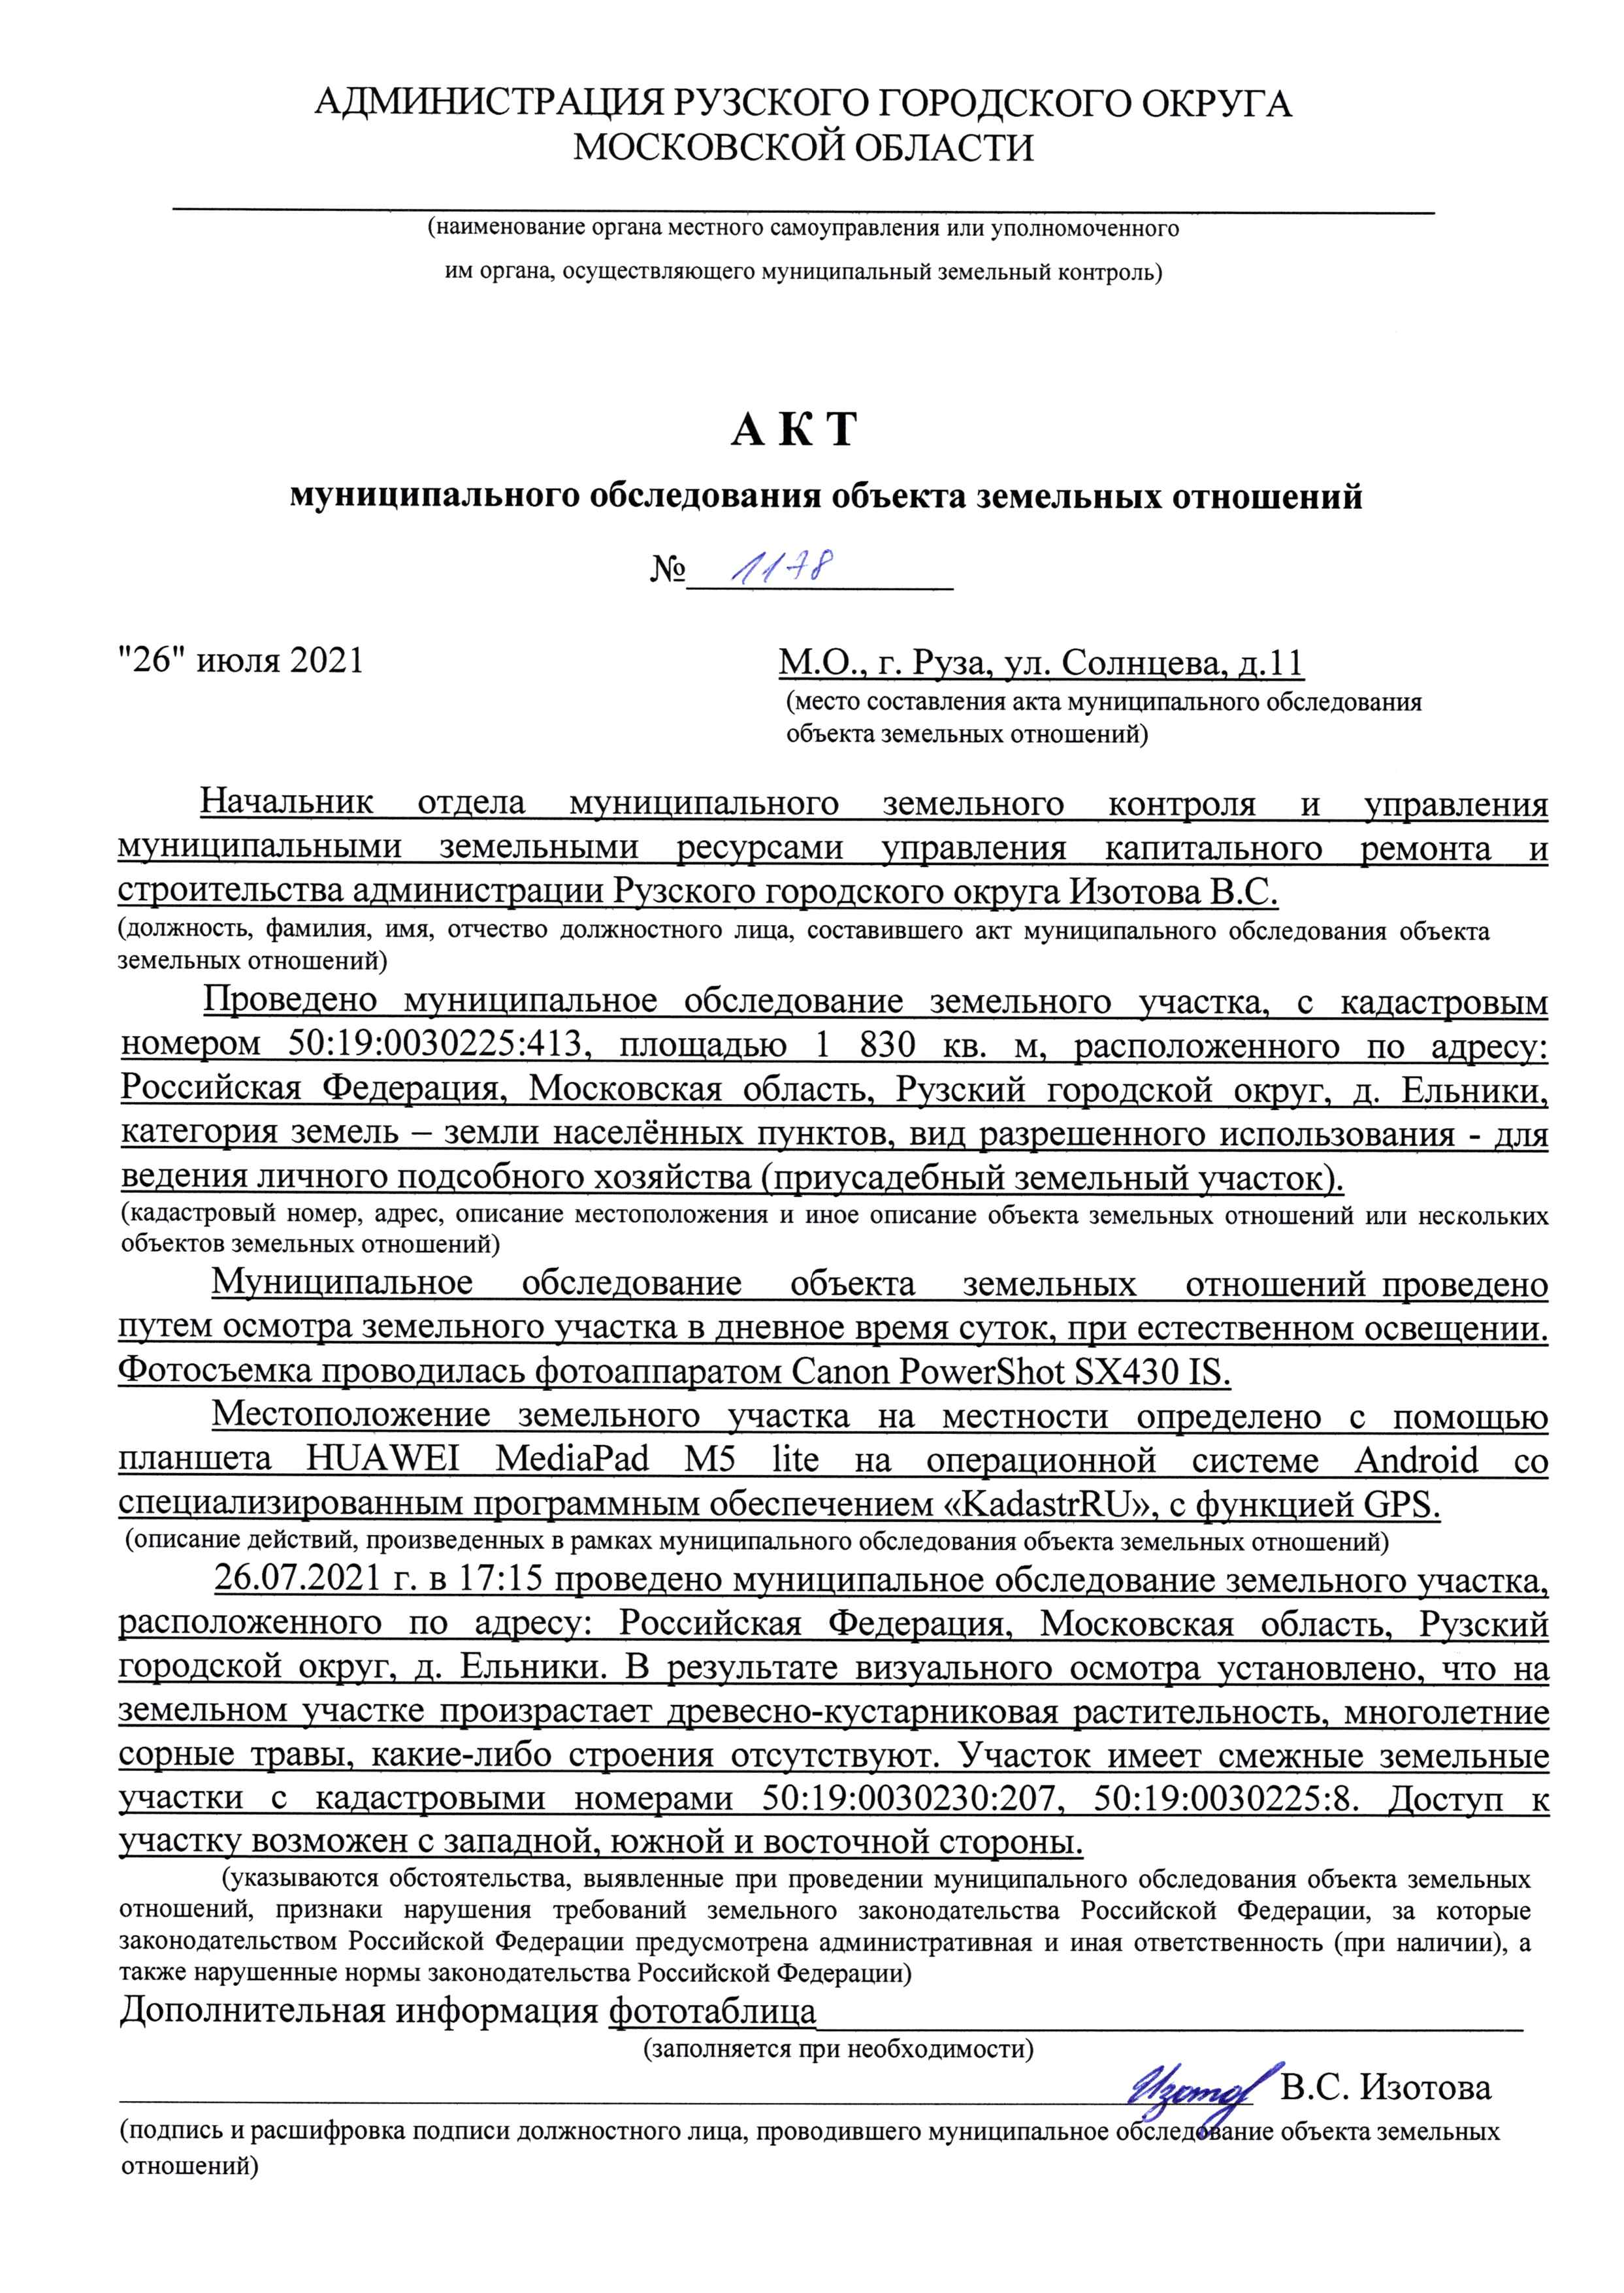 АДМИНИСТРАЦИЯ РУЗСКОГО ГОРОДСКОГО ОКРУГА
МОСКОВСКОЙ ОБЛАСТИ
(наименование органа местного самоуправления или уполномоченного
им органа, осуществляющего муниципальный земельный контроль)
А К Т
муниципального обследования объекта земельных отношений
№ 1178
"26" июля 2021 М.О., г. Руза, ул. Солнцева, д.11
(место составления акта муниципального обследования
объекта земельных отношений)
Начальник отдела муниципального земельного контроля и управления
муниципальными земельными ресурсами управления капитального ремонта и
строительства администрации Рузского городского округа Изотова В.С.
(должность, фамилия, имя, отчество должностного лица, составившего акт муниципального обследования объекта
земельных отношений)
Проведено муниципальное обследование земельного участка, с кадастровым
номером 50:19:0030225:413, площадью 1 830 кв. м, расположенного по адресу:
Российская Федерация, Московская область, Рузский городской округ, д. Ельники,
категория земель – земли населённых пунктов, вид разрешенного использования - для
ведения личного подсобного хозяйства (приусадебный земельный участок).
(кадастровый номер, адрес, описание местоположения и иное описание объекта земельных отношений или нескольких
объектов земельных отношений)
Муниципальное обследование объекта земельных отношений проведено
путем осмотра земельного участка в дневное время суток, при естественном освещении.
Фотосъемка проводилась фотоаппаратом Canon PowerShot SX430 IS.
Местоположение земельного участка на местности определено с помощью
планшета HUAWEI MediaPad M5 lite на операционной системе Android со
специализированным программным обеспечением «KadastrRU», с функцией GPS.
(описание действий, произведенных в рамках муниципального обследования объекта земельных отношений)
26.07.2021 г. в 17:15 проведено муниципальное обследование земельного участка,
расположенного по адресу: Российская Федерация, Московская область, Рузский
городской округ, д. Ельники. В результате визуального осмотра установлено, что на
земельном участке произрастает древесно-кустарниковая растительность, многолетние
сорные травы, какие-либо строения отсутствуют. Участок имеет смежные земельные
участки с кадастровыми номерами 50:19:0030230:207, 50:19:0030225:8. Доступ к
участку возможен с западной, южной и восточной стороны.
(указываются обстоятельства, выявленные при проведении муниципального обследования объекта земельных
отношений, признаки нарушения требований земельного законодательства Российской Федерации, за которые
законодательством Российской Федерации предусмотрена административная и иная ответственность (при наличии), а
также нарушенные нормы законодательства Российской Федерации)
Дополнительная информация фототаблица
(заполняется при необходимости)
Изотов В.С. Изотова
(подпись и расшифровка подписи должностного лица, проводившего муниципальное обследование объекта земельных
отношений)